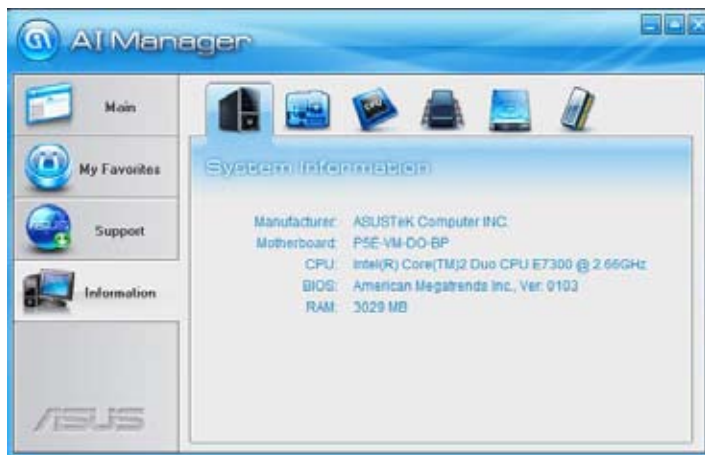 AI Manager
Main
My Favorites
Support
Information
ASUS
CPU
System Information
Manufacturer: ASUSTeK Computer INC.
Motherboard: P5E-VM-DO-BP
CPU: Intel(R) Core(TM)2 Duo CPU E7300 @ 2.66GHz
BIOS: American Megatrends Inc., Ver: 0103
RAM: 3029 MB